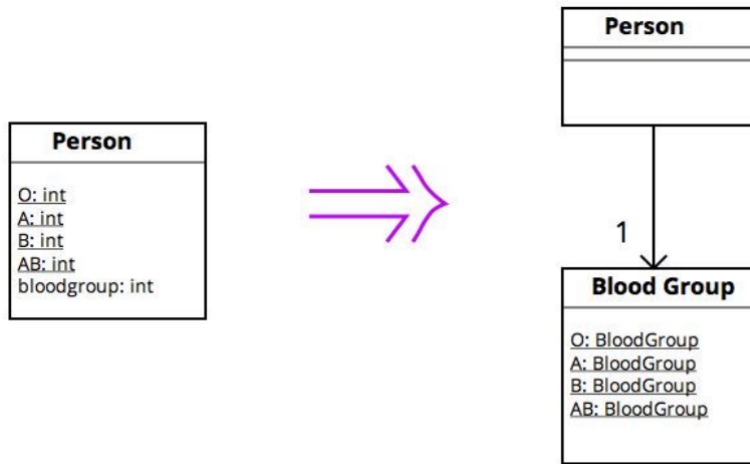 Person
O: int
A: int
B: int
AB: int
bloodgroup: int
Person
1
Blood Group
O: BloodGroup
A: BloodGroup
B: BloodGroup
AB: BloodGroup